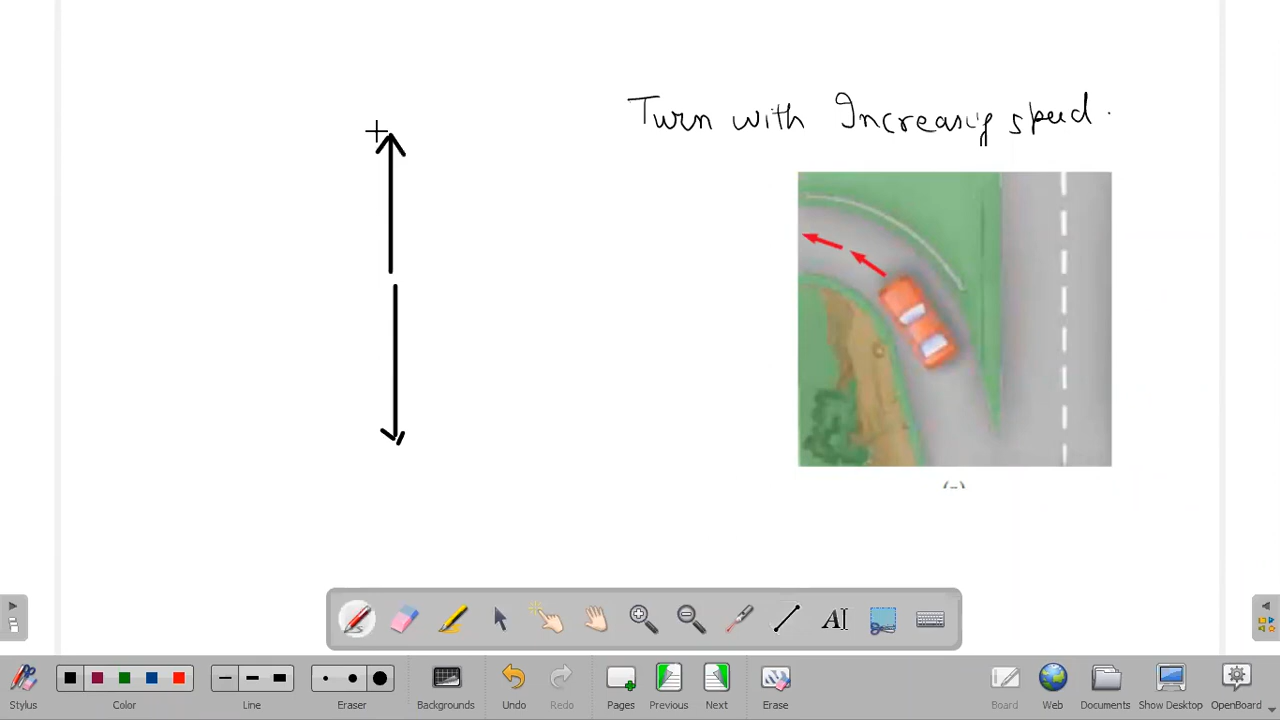 Turn with Increasing speed.
Stylus
Color
Line
Eraser
Backgrounds
Undo
Redo
Pages
Previous
Next
Erase
Board
Web
Documents
Show Desktop
OpenBoard